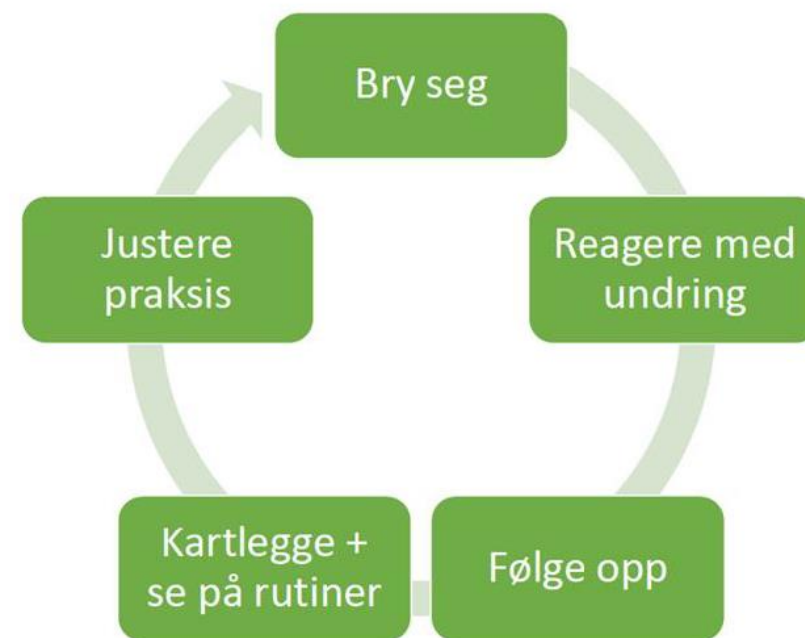 Bry seg
Reagere med
undring
Følge opp
Kartlegge +
se på rutiner
Justere
praksis